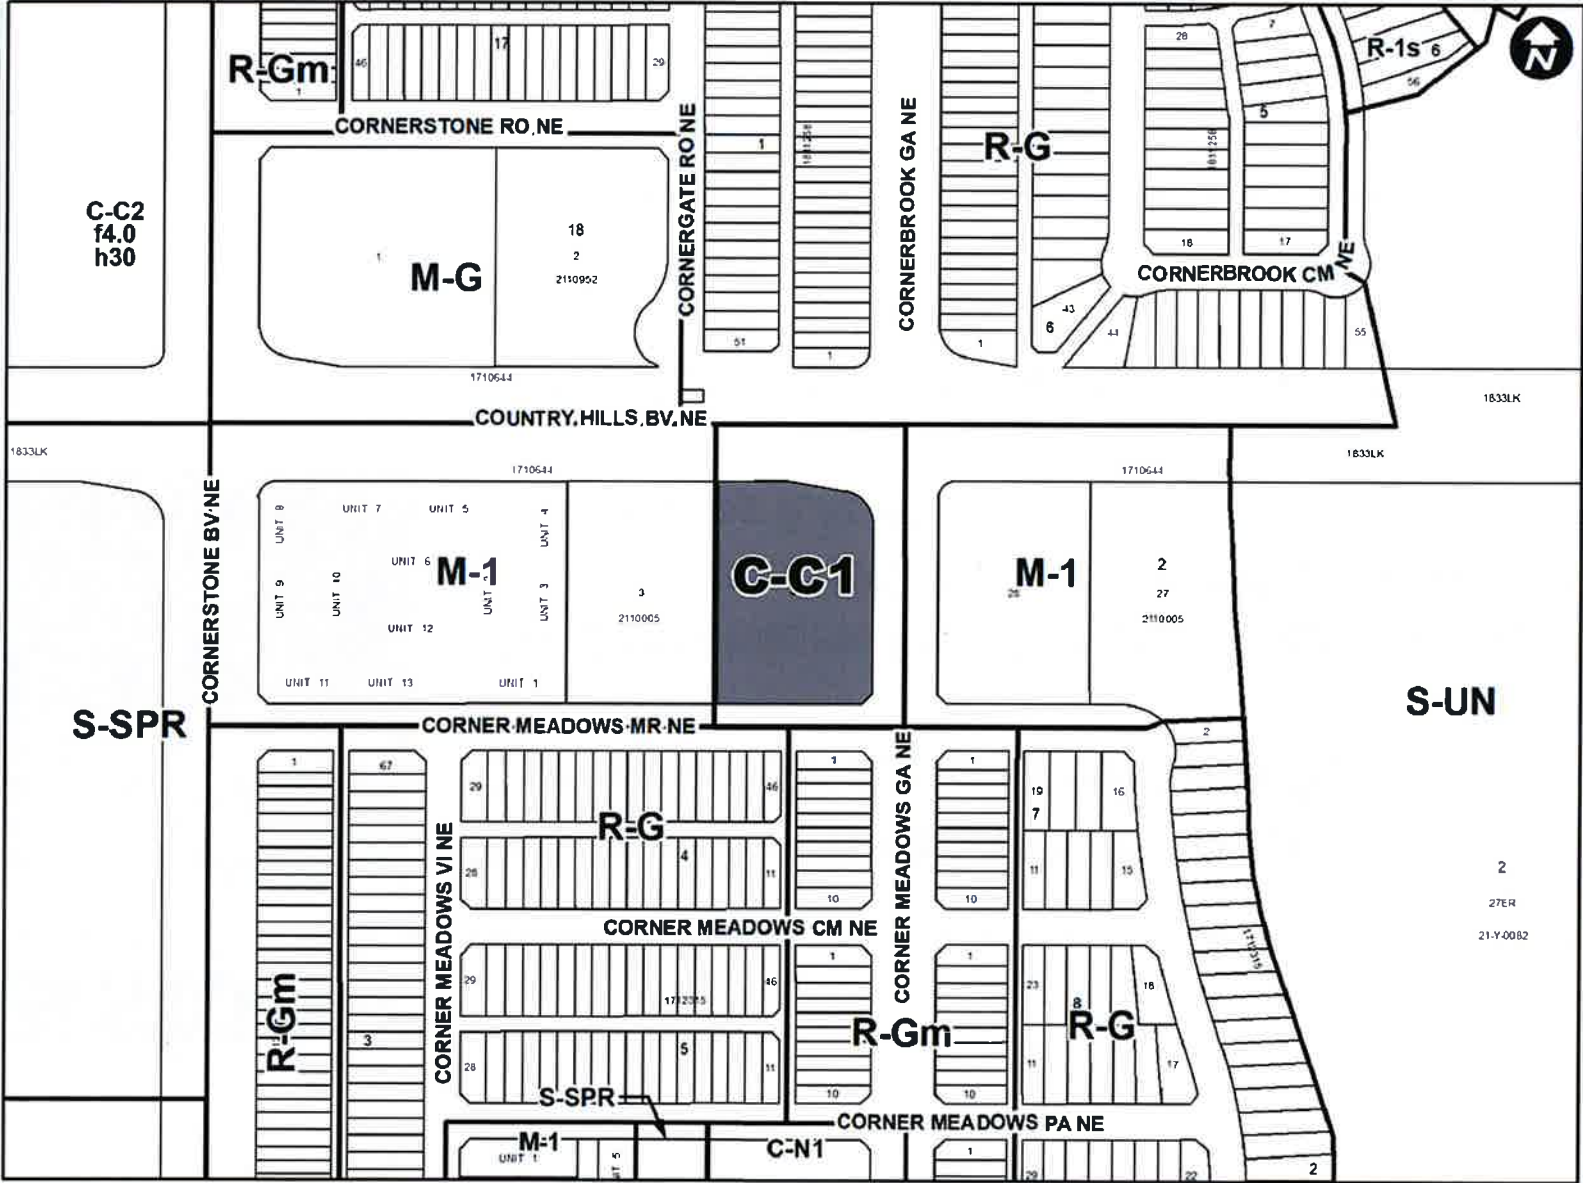 R-Gm
1
46
17
29
CORNERSTONE RO NE
C-C2
f4.0
h30
1
M-G
18
2
2110952
CORNERGATE RO NE
1
1811258
51
1
CORNERBROOK GA NE
R-G
1
28
7
5
1811258
18
17
CORNERBROOK CM NE
43
6
44
55
R-1s
6
56
N
1710644
COUNTRY HILLS BV NE
1833LK
1833LK
1710644
1710644
1833LK
CORNERSTONE BV NE
UNIT 8
UNIT 7
UNIT 5
UNIT 4
UNIT 6
M-1
UNIT 9
UNIT 10
UNIT
UNIT 3
UNIT 12
UNIT 11
UNIT 13
UNIT 1
3
2110005
C-C1
M-1
2
27
2110005
S-UN
S-SPR
CORNER MEADOWS MR NE
1
67
29
46
R-G
4
28
11
CORNER MEADOWS VI NE
CORNER MEADOWS GA NE
1
10
1
10
19
7
16
11
15
2
2
27ER
21-Y-0082
CORNER MEADOWS CM NE
29
46
1712315
R-Gm
3
5
28
11
1
10
R-Gm
1
10
23
8
18
R-G
11
17
1712315
S-SPR
CORNER MEADOWS PA NE
M-1
UNIT 1
C-N1
1
29
22
2